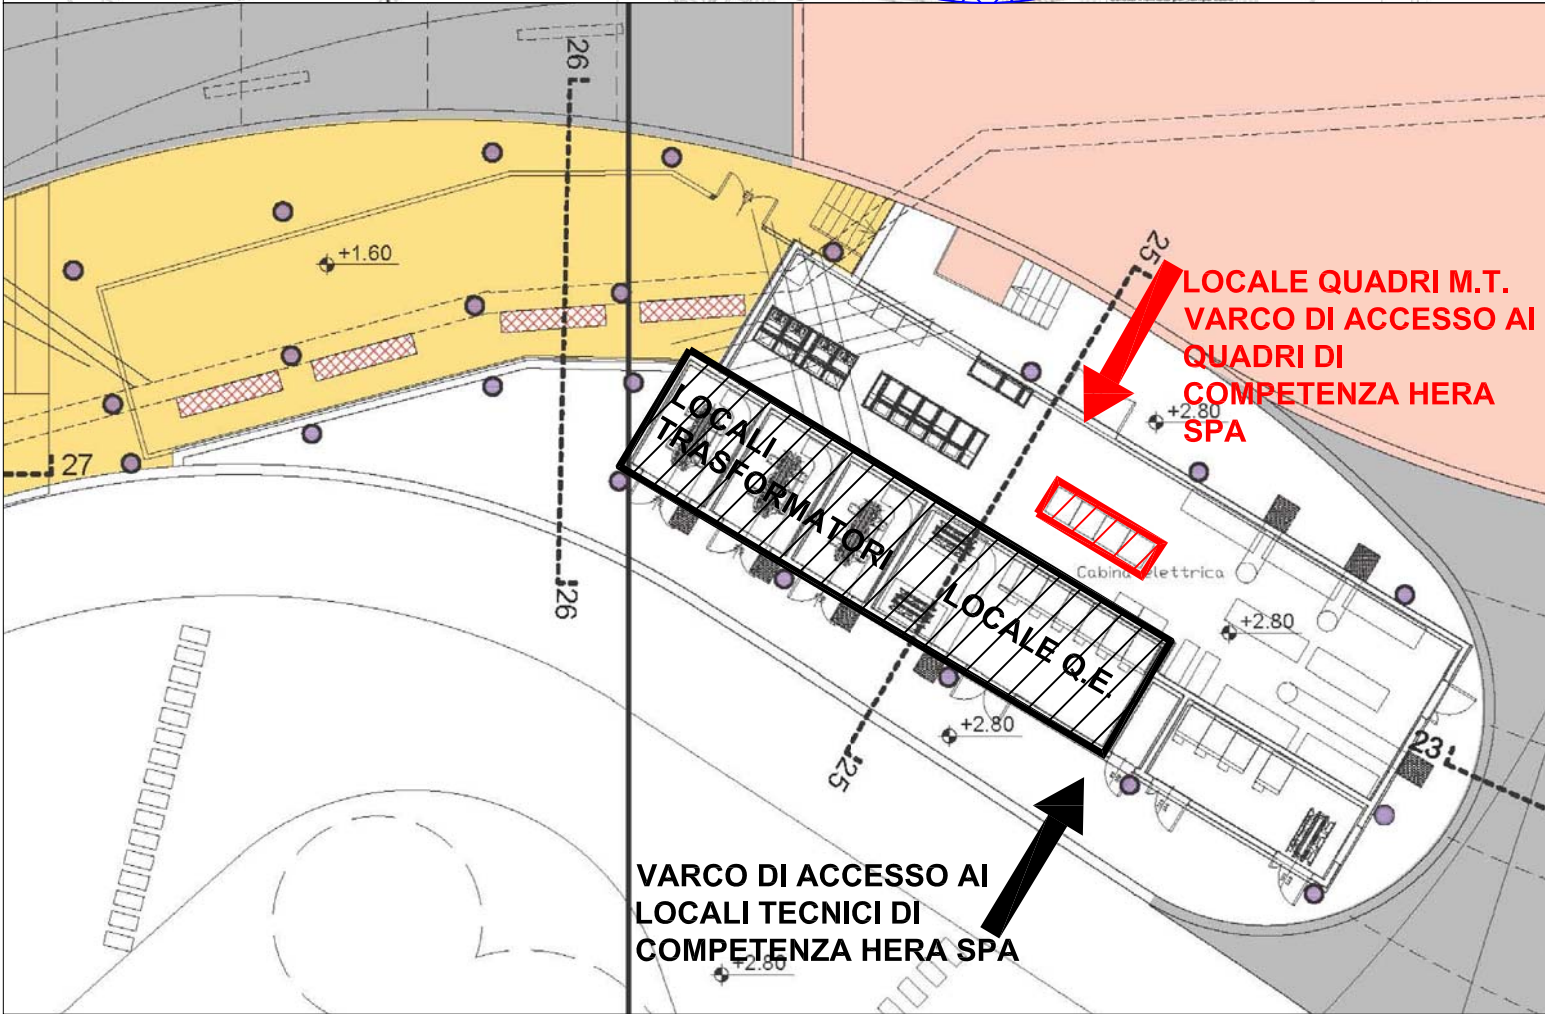 26
+1.60
25
LOCALE QUADRI M.T.
VARCO DI ACCESSO AI
QUADRI DI
COMPETENZA HERA
SPA
+2.80
27
LOCALI
TRASFORMATORI
Cabina elettrica
26
LOCALE Q.E.
+2.80
+2.80
23
25
VARCO DI ACCESSO AI
LOCALI TECNICI DI
COMPETENZA HERA SPA
+2.80